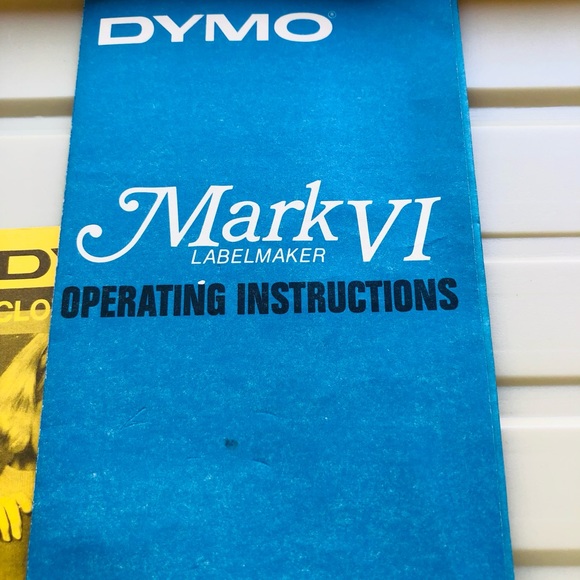 DYMO®
Mark VI
LABELMAKER
OPERATING INSTRUCTIONS